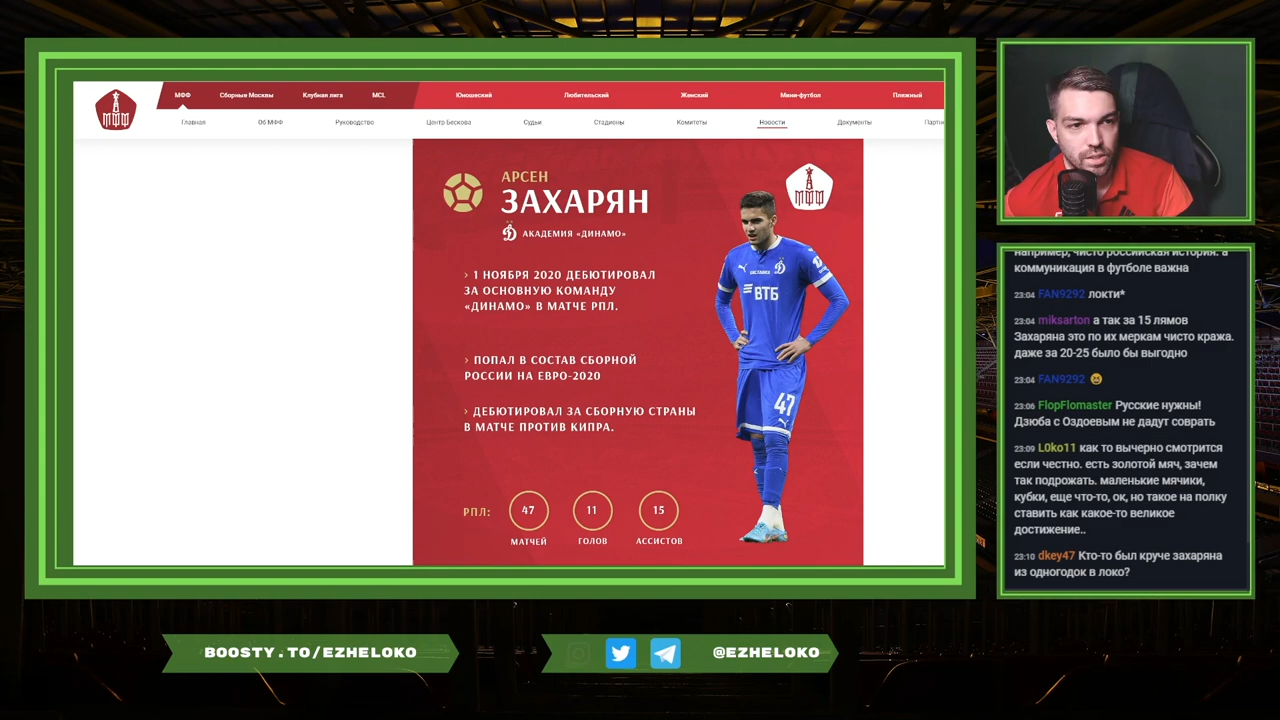 МФФ Сборные Москвы Клубная лига MCL Юношеский Любительский Женский Мини-футбол Пляжный
Главная Об МФФ Руководство Центр Бескова Судьи Стадионы Комитеты Новости Документы
МФФ
АРСЕН
ЗАХАРЯН
АКАДЕМИЯ «ДИНАМО»
› 1 НОЯБРЯ 2020 ДЕБЮТИРОВАЛ
ЗА ОСНОВНУЮ КОМАНДУ
«ДИНАМО» В МАТЧЕ РПЛ.
› ПОПАЛ В СОСТАВ СБОРНОЙ
РОССИИ НА ЕВРО-2020
› ДЕБЮТИРОВАЛ ЗА СБОРНУЮ СТРАНЫ
В МАТЧЕ ПРОТИВ КИПРА.
РПЛ: 47 11 15
МАТЧЕЙ ГОЛОВ АССИСТОВ
МФФ
ВТБ
47
например, чисто российская история. а
коммуникация в футболе важна
23:04 FAN9292 локти*
23:04 miksarton а так за 15 лямов
Захаряна это по их меркам чисто кража.
даже за 20-25 было бы выгодно
23:04 FAN9292
23:06 FlopFlomaster Русские нужны!
Дзюба с Оздоевым не дадут соврать
23:09 L0ko11 как то вычерно смотрится
если честно. есть золотой мяч, зачем
так подрожать. маленькие мячики,
кубки, еще что-то, ок, но такое на полку
ставить как какое-то великое
достижение..
23:10 dkey47 Кто-то был круче захаряна
из одногодок в локо?
BOOSTY.TO/EZHELOKO
@EZHELOKO